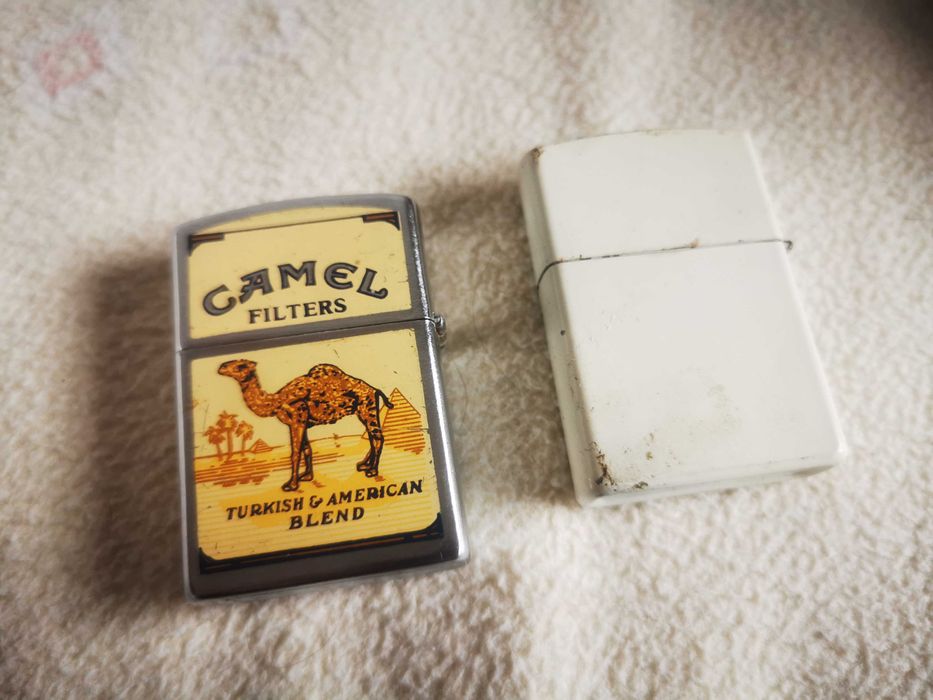 CAMEL
FILTERS
TURKISH & AMERICAN
BLEND